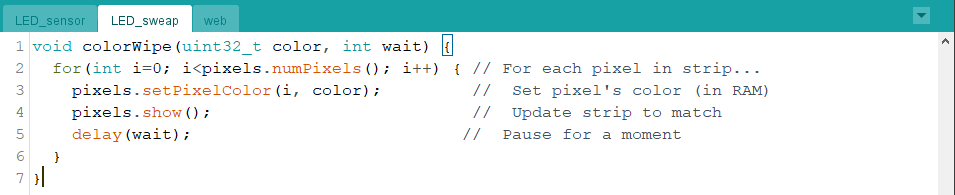 LED_sensor LED_sweap web
1 void colorWipe(uint32_t color, int wait) {
2   for(int i=0; i<pixels.numPixels(); i++) { // For each pixel in strip...
3     pixels.setPixelColor(i, color);         //  Set pixel's color (in RAM)
4     pixels.show();                          //  Update strip to match
5     delay(wait);                           //  Pause for a moment
6   }
7 }